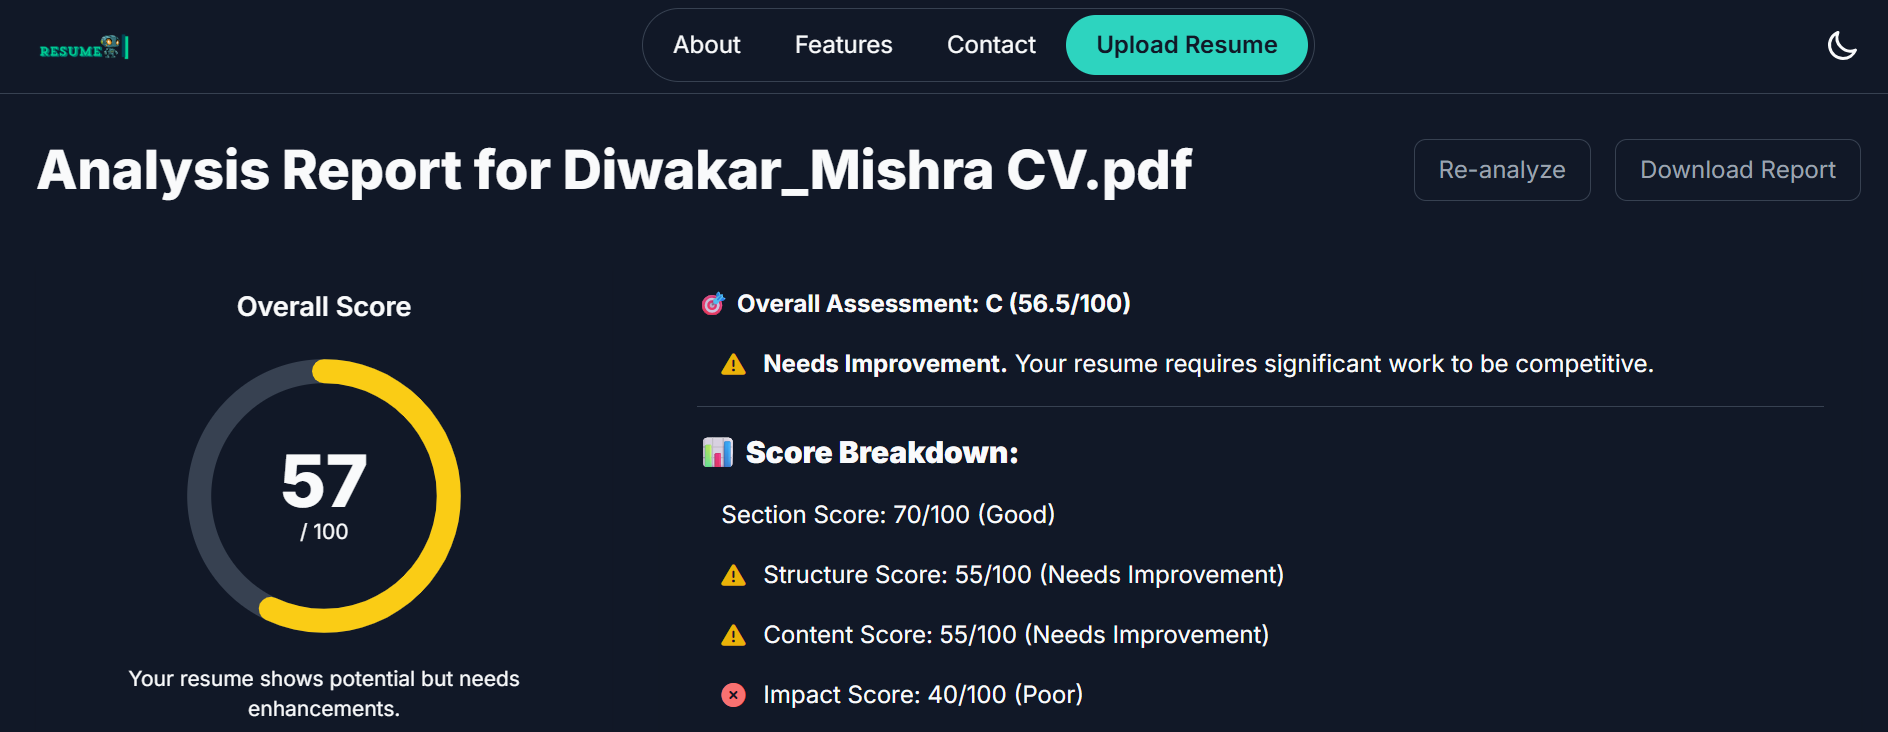 RESUME
About
Features
Contact
Upload Resume
Analysis Report for Diwakar_Mishra CV.pdf
Re-analyze
Download Report
Overall Score
57
/ 100
Your resume shows potential but needs
enhancements.
Overall Assessment: C (56.5/100)
Needs Improvement. Your resume requires significant work to be competitive.
Score Breakdown:
Section Score: 70/100 (Good)
Structure Score: 55/100 (Needs Improvement)
Content Score: 55/100 (Needs Improvement)
Impact Score: 40/100 (Poor)